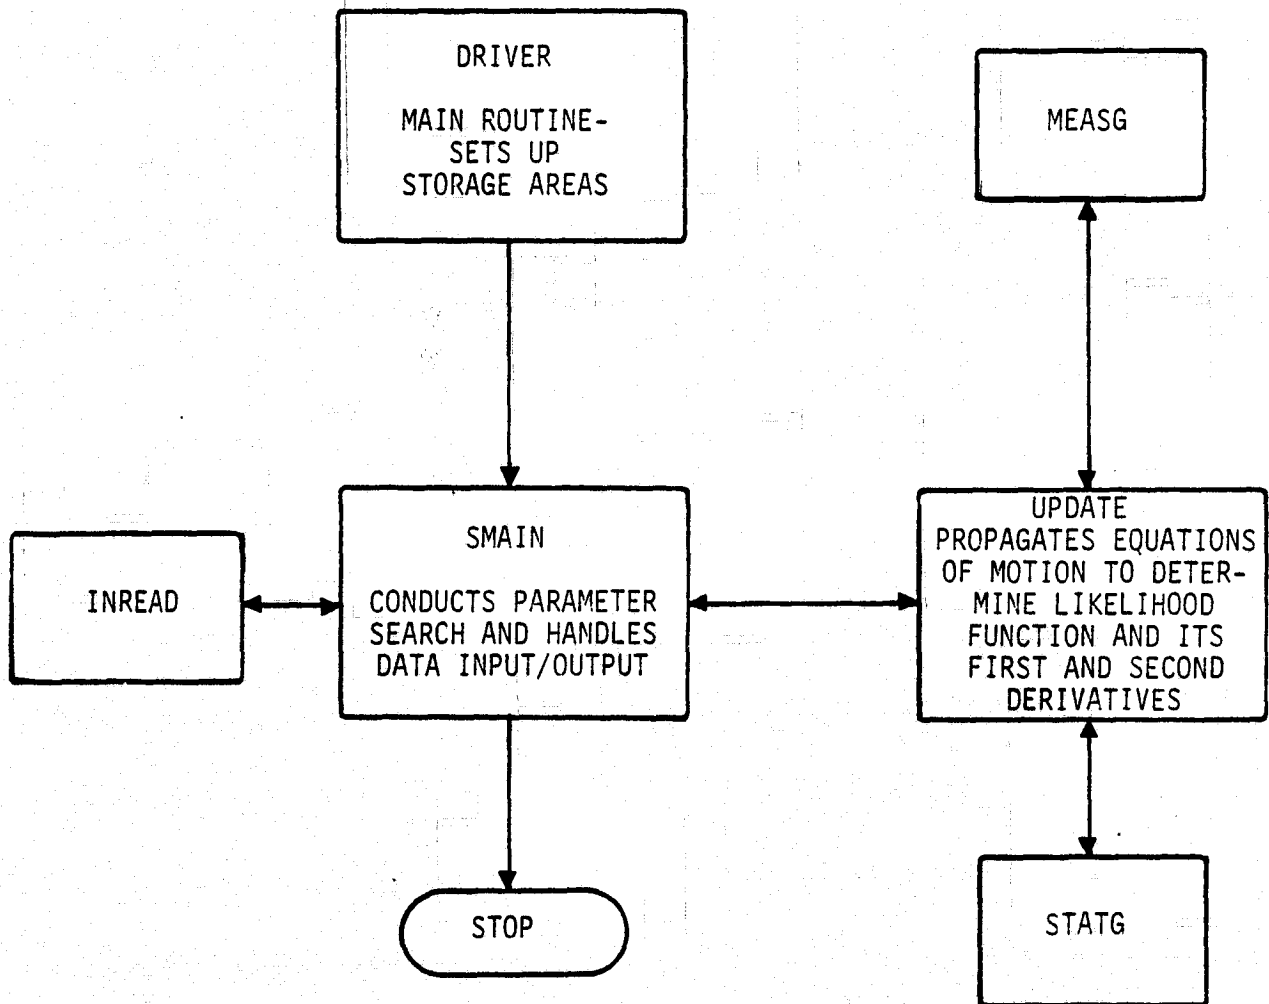 DRIVER
MAIN ROUTINE-
SETS UP
STORAGE AREAS
MEASG
INREAD
SMAIN
CONDUCTS PARAMETER
SEARCH AND HANDLES
DATA INPUT/OUTPUT
UPDATE
PROPAGATES EQUATIONS
OF MOTION TO DETER-
MINE LIKELIHOOD
FUNCTION AND ITS
FIRST AND SECOND
DERIVATIVES
STOP
STATG